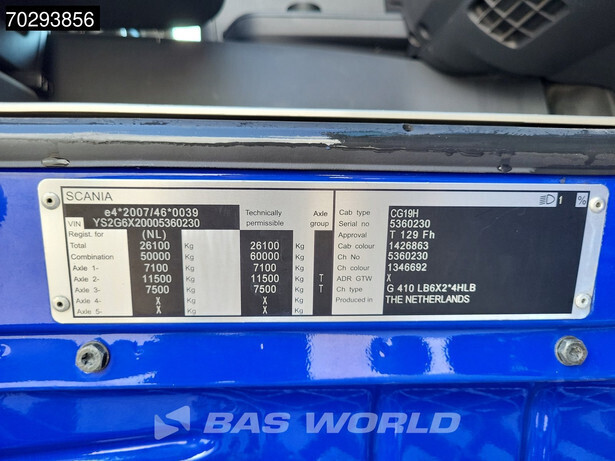 70293856
SCANIA
1 %
e4*2007/46*0039
VIN YS2G6X20005360230
Technically permissible
Axle group
Regist. for (NL)
Total 26100 Kg 26100 Kg
Combination 50000 Kg 60000 Kg
Axle 1- 7100 Kg 7100 Kg
Axle 2- 11500 Kg 11500 Kg T
Axle 3- 7500 Kg 7500 Kg T
Axle 4- X Kg X Kg
Axle 5- X Kg X Kg
Cab type CG19H
Serial no 5360230
Approval T 129 Fh
Cab colour 1426863
Ch No 5360230
Ch colour 1346692
ADR GTW X
Ch type G 410 LB6X2*4HLB
Produced in THE NETHERLANDS
BAS WORLD